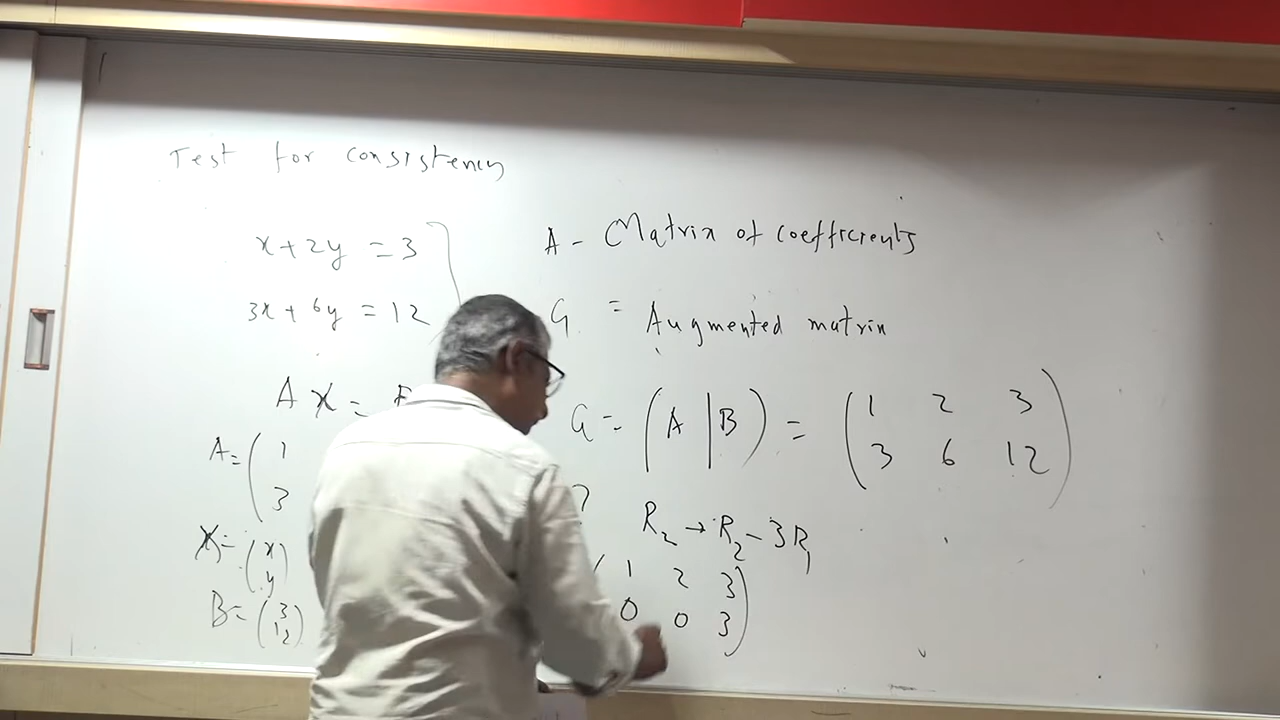 Test for consistency
x+2y =3
3x+6y =12
A X =
A= ( 1
3
X= ( x
y )
B= ( 3
12 )
A - Matrix of coefficients
G = Augmented matrix
G = ( A | B ) = ( 1 2 3
3 6 12 )
R₂ → R₂ - 3R₁
( 1 2 3
0 0 3 )